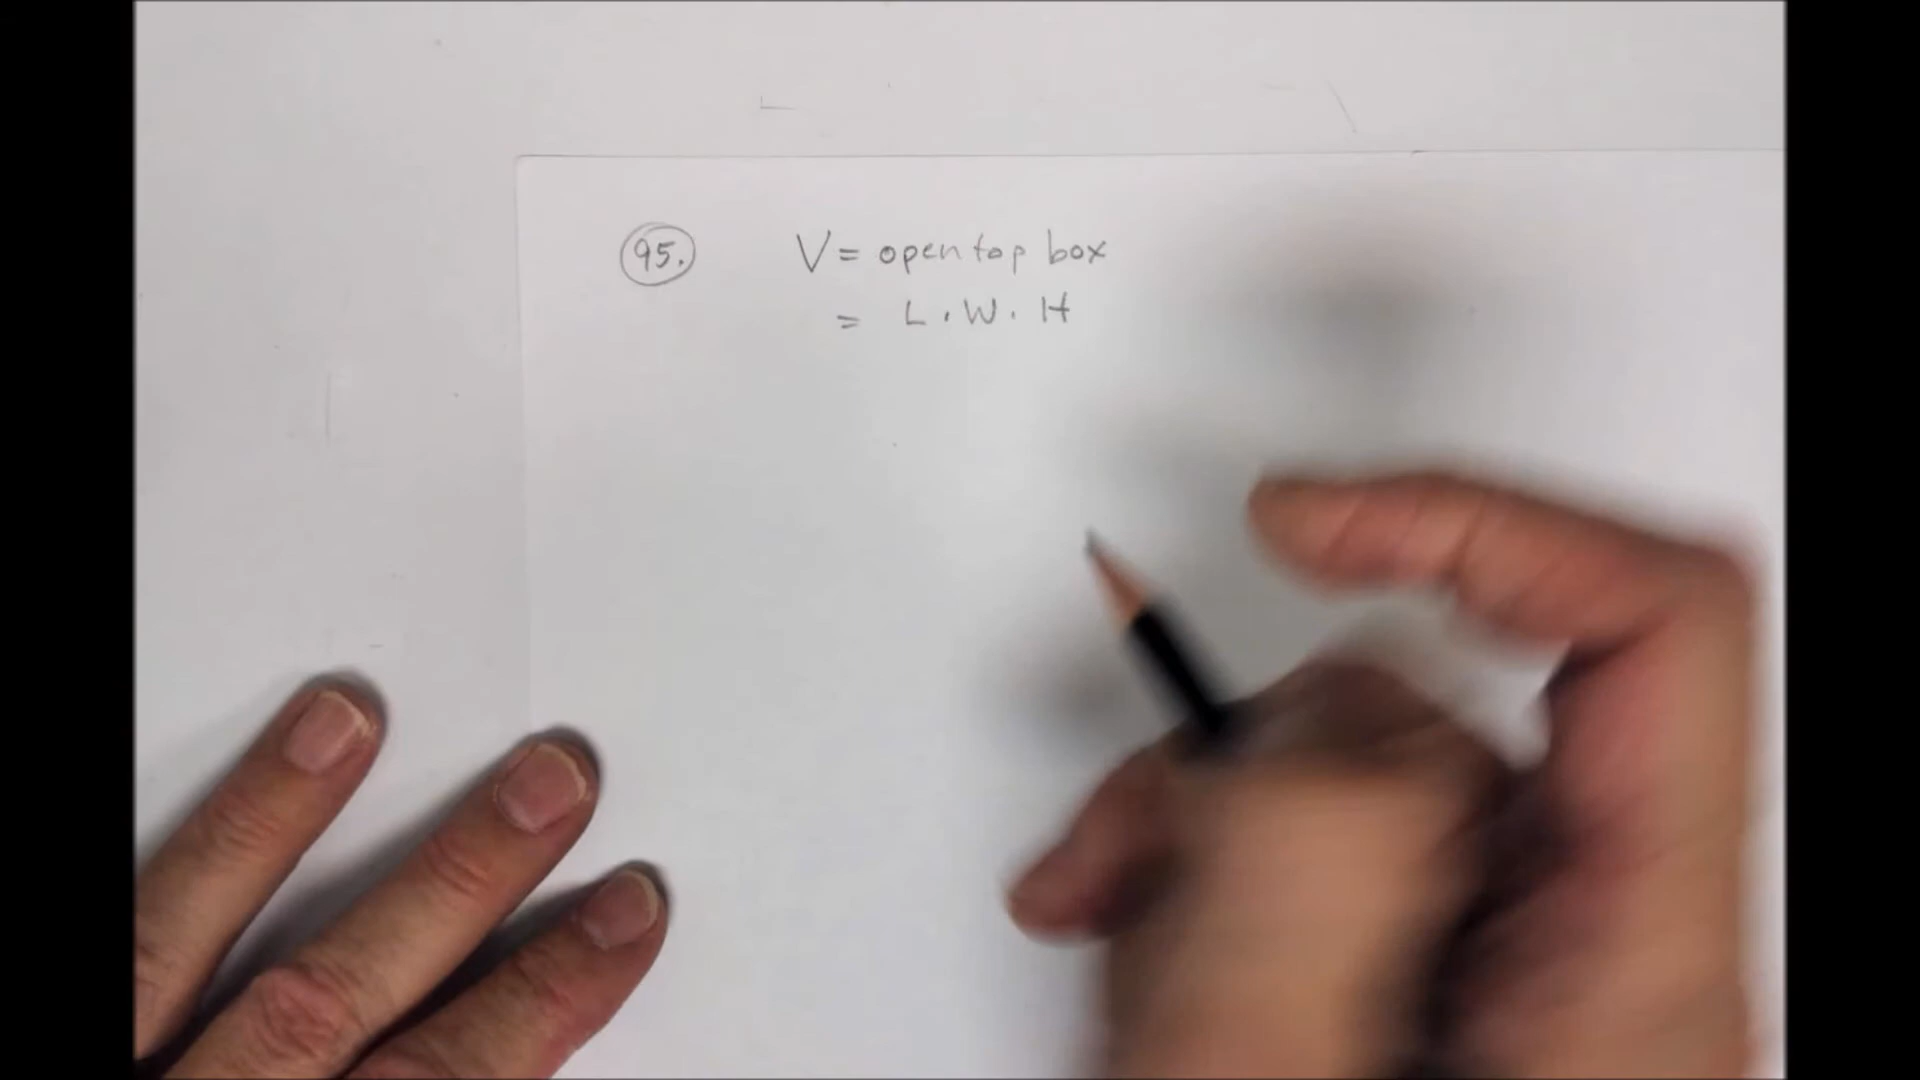 95. V = open top box
= L . W . H